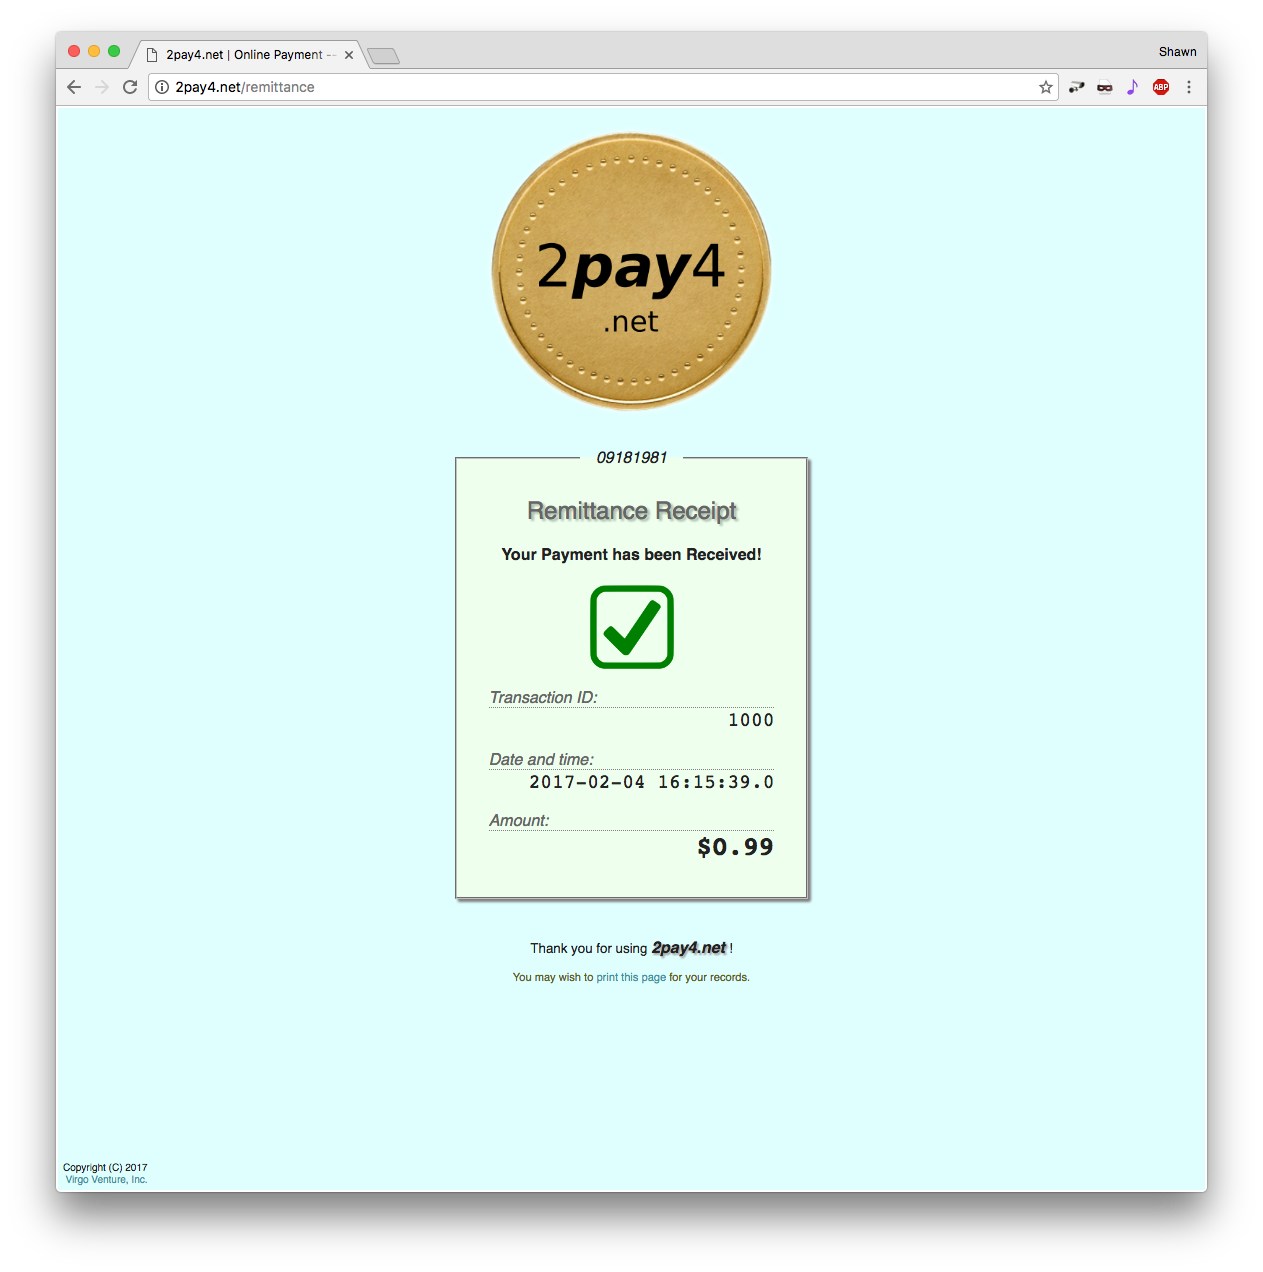 2pay4.net | Online Payment --
Shawn
2pay4.net/remittance
ABP
2pay4
.net
09181981
Remittance Receipt
Your Payment has been Received!
Transaction ID:
1000
Date and time:
2017-02-04 16:15:39.0
Amount:
$0.99
Thank you for using 2pay4.net !
You may wish to print this page for your records.
Copyright (C) 2017
Virgo Venture, Inc.